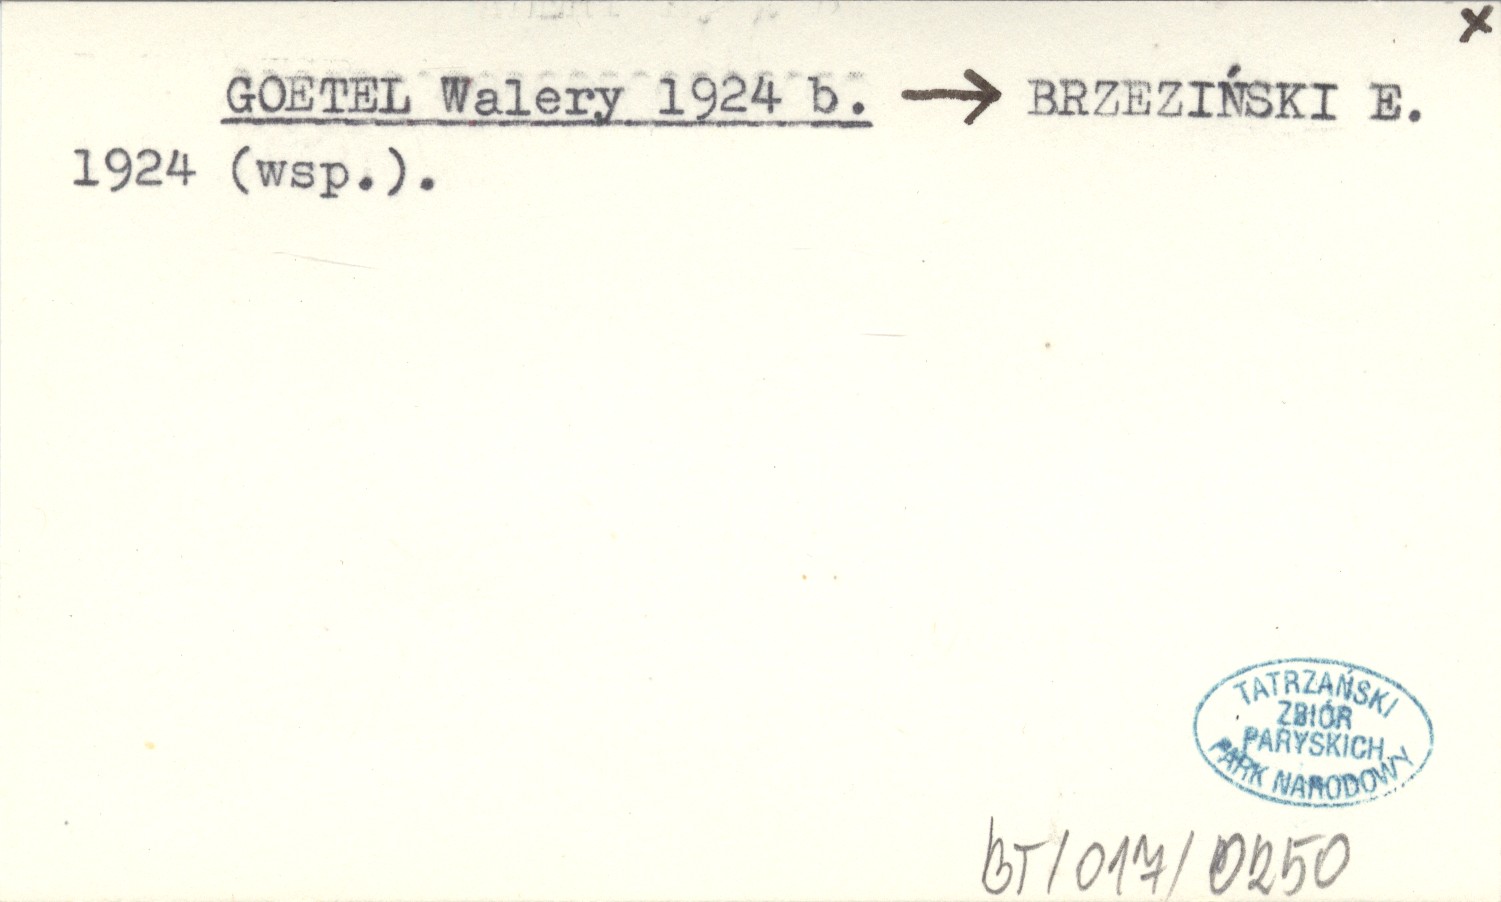 x
GOETEL Walery 1924 b. → BRZEZIŃSKI E.
1924 (wsp.).
TATRZAŃSKI
ZBIÓR
PARYSKICH
PARK NARODOWY
BT/017/0250